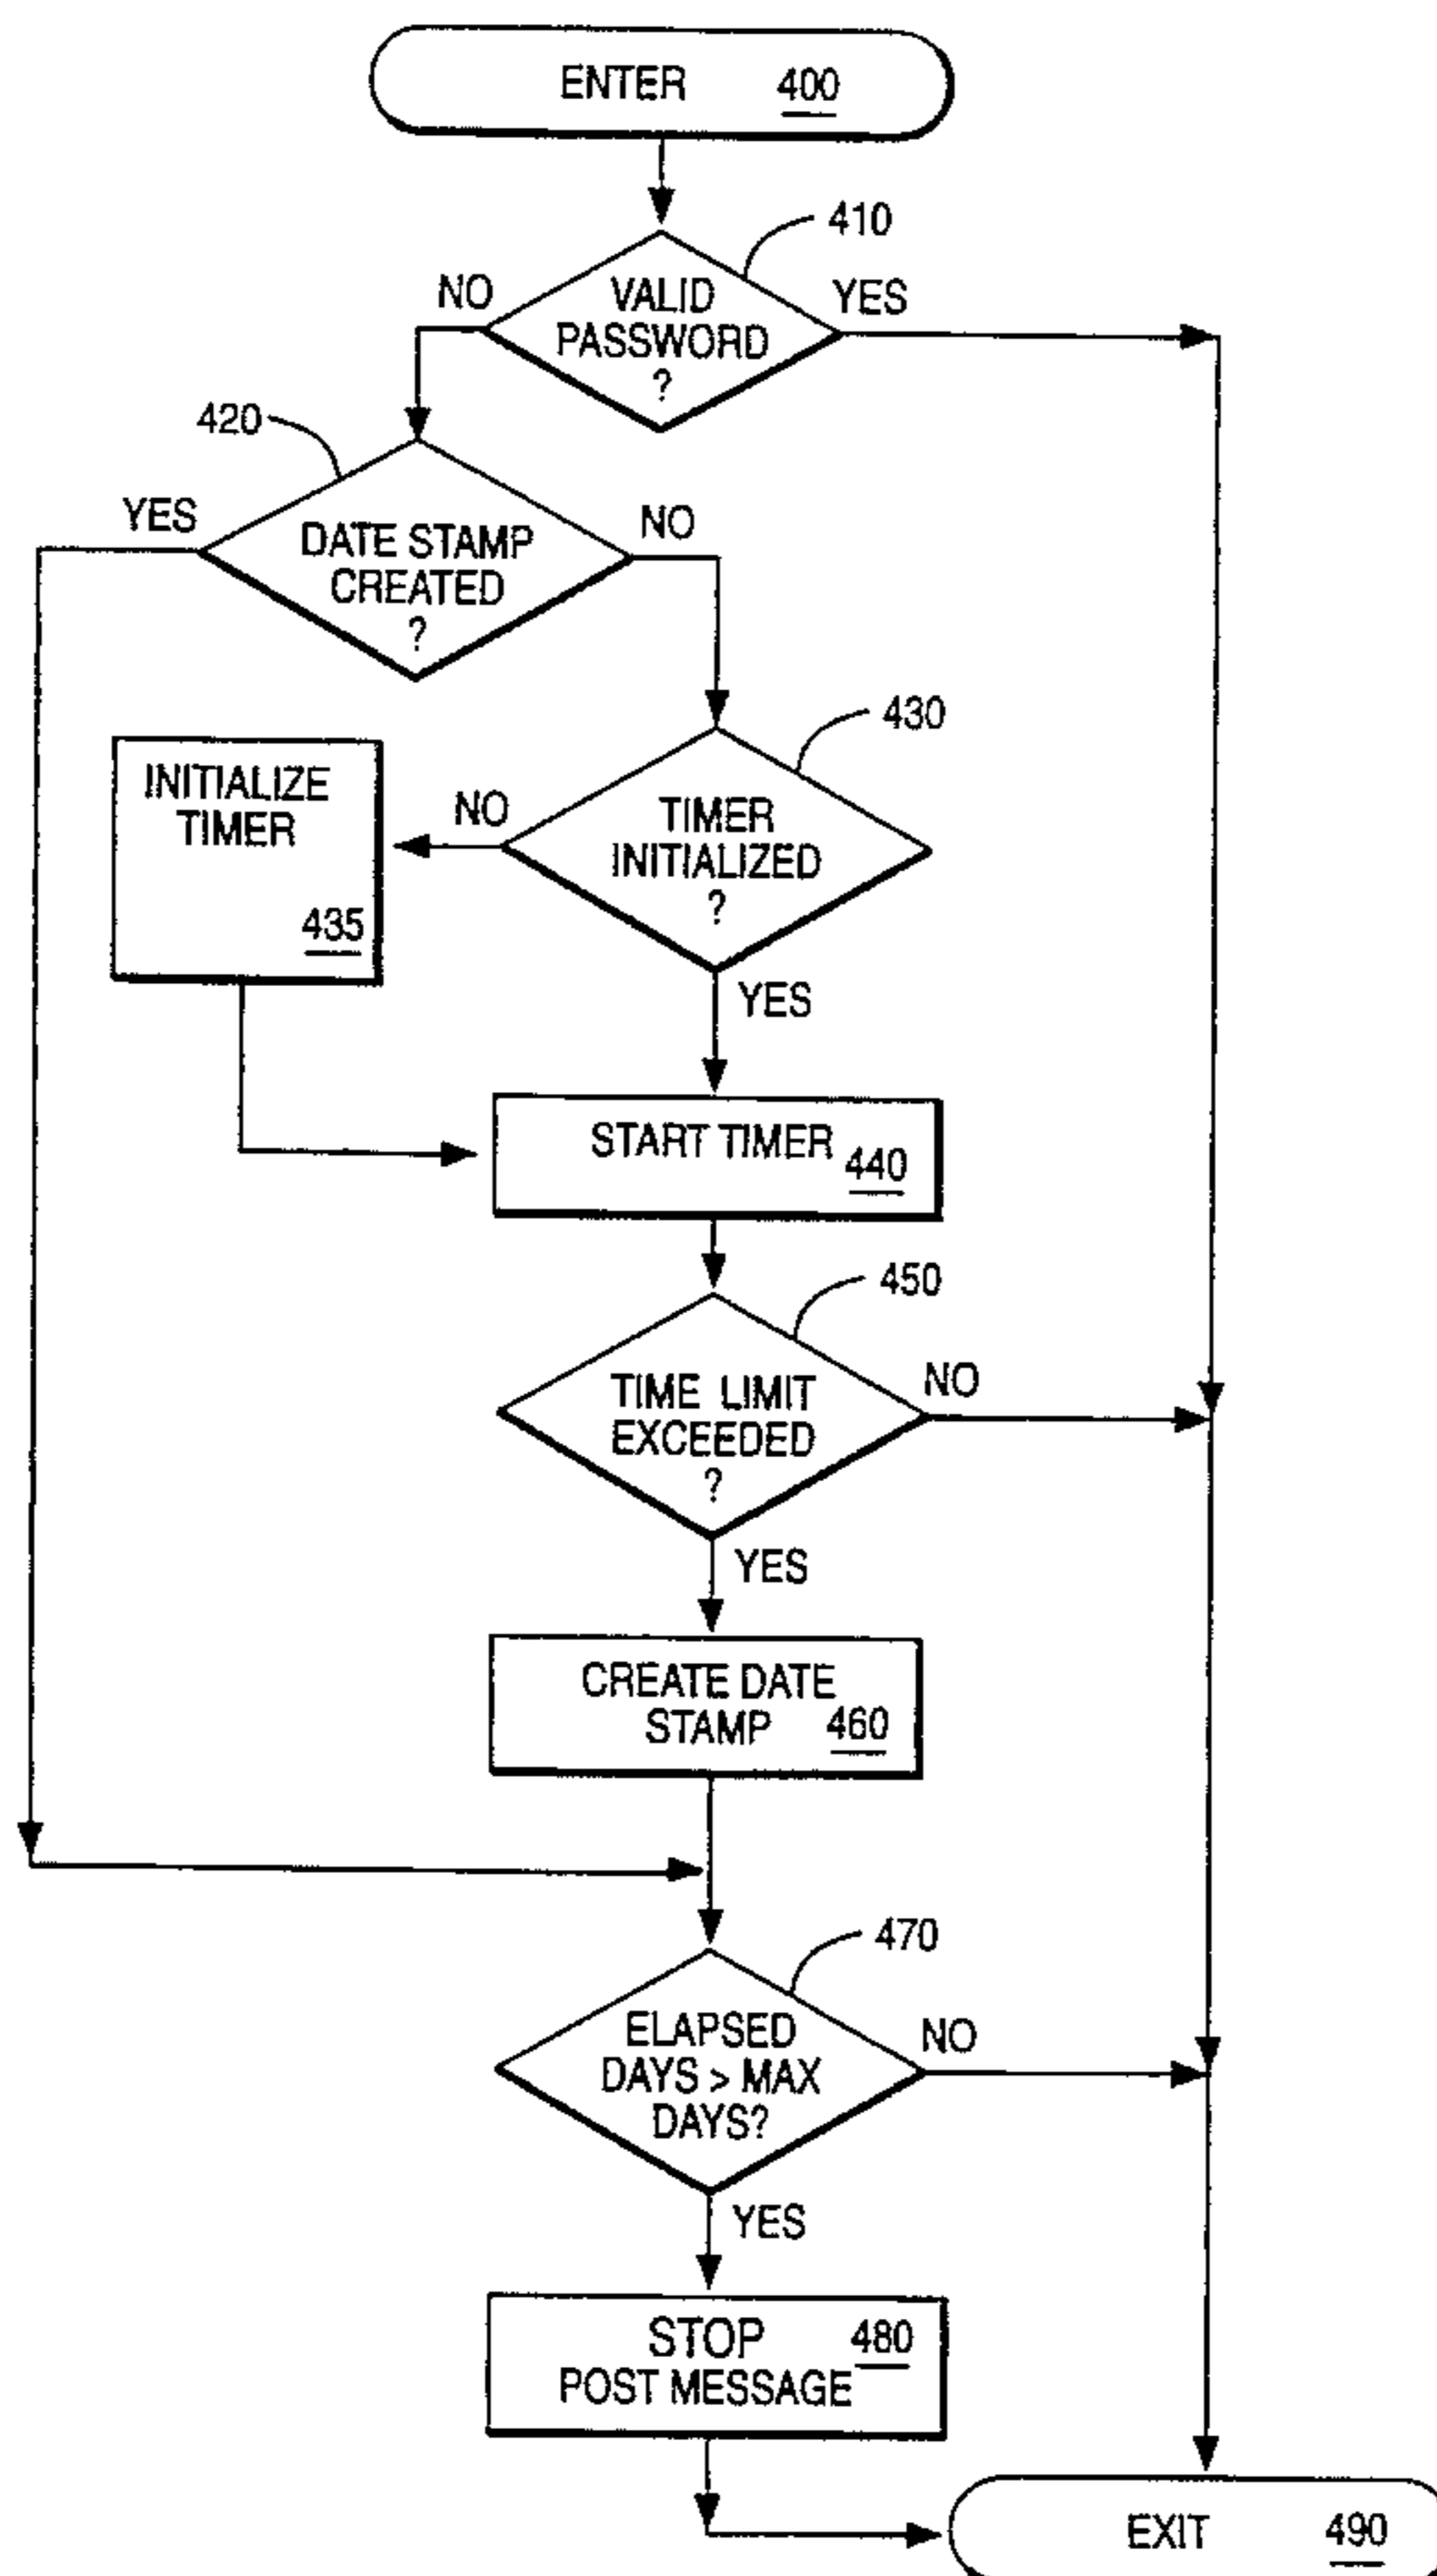 ENTER 400
410
NO
VALID
YES
PASSWORD
?
420
YES
NO
DATE STAMP
CREATED
?
430
INITIALIZE
TIMER
435
NO
TIMER
INITIALIZED
?
YES
START TIMER 440
450
TIME LIMIT
NO
EXCEEDED
?
YES
CREATE DATE
STAMP 460
470
ELAPSED
NO
DAYS > MAX
DAYS?
YES
STOP 480
POST MESSAGE
EXIT 490